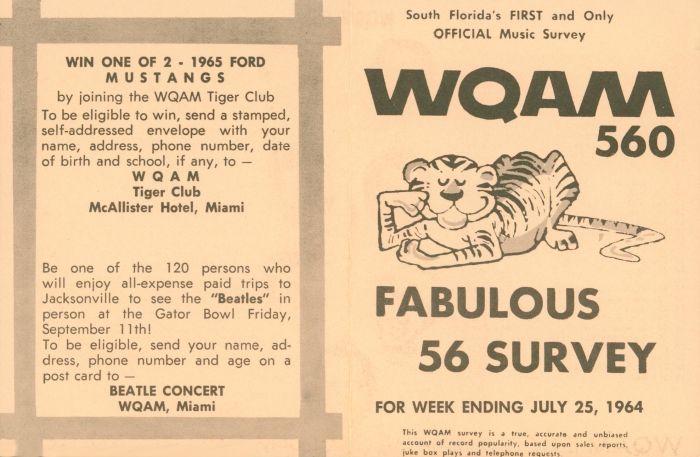 WIN ONE OF 2 - 1965 FORD
MUSTANGS
by joining the WQAM Tiger Club
To be eligible to win, send a stamped,
self-addressed envelope with your
name, address, phone number, date
of birth and school, if any, to —
WQAM
Tiger Club
McAllister Hotel, Miami
Be one of the 120 persons who
will enjoy all-expense paid trips to
Jacksonville to see the "Beatles" in
person at the Gator Bowl Friday,
September 11th!
To be eligible, send your name, ad-
dress, phone number and age on a
post card to —
BEATLE CONCERT
WQAM, Miami
South Florida's FIRST and Only
OFFICIAL Music Survey
WQAM
560
FABULOUS
56 SURVEY
FOR WEEK ENDING JULY 25, 1964
This WQAM survey is a true, accurate and unbiased
account of record popularity, based upon sales reports,
juke box plays and telephone requests.